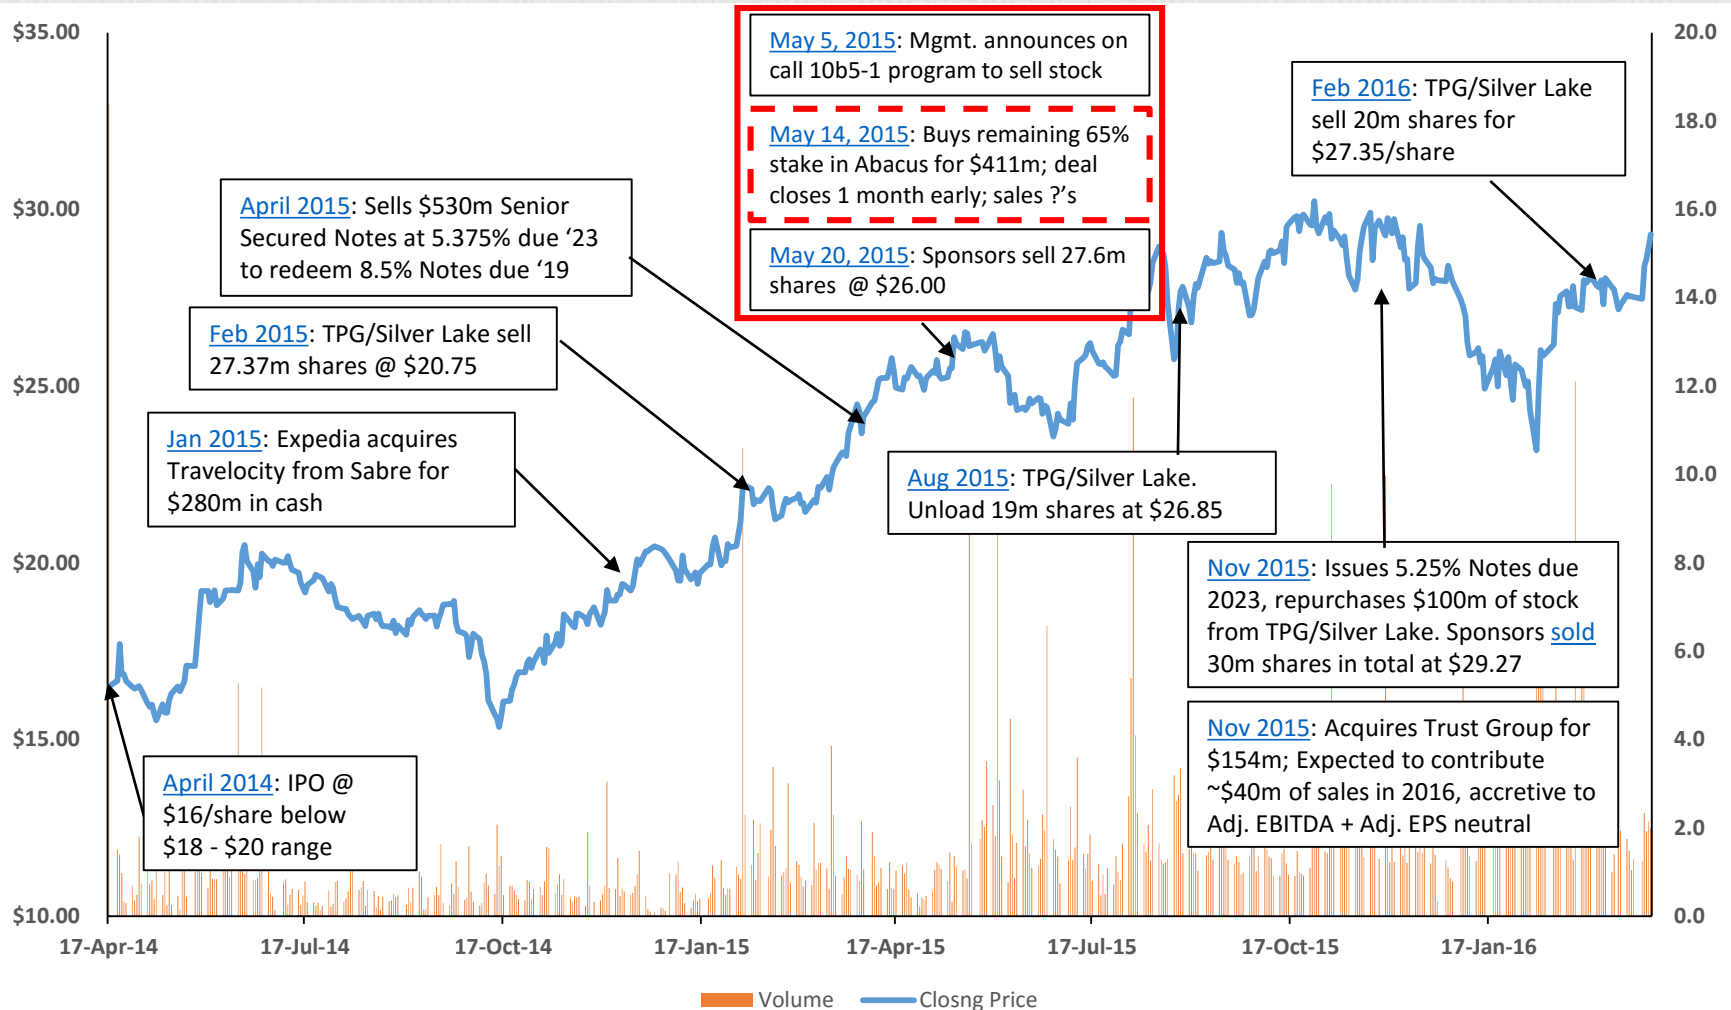 $35.00
$30.00
$25.00
$20.00
$15.00
$10.00
20.0
18.0
16.0
14.0
12.0
10.0
8.0
6.0
4.0
2.0
0.0
May 5, 2015: Mgmt. announces on
call 10b5-1 program to sell stock
May 14, 2015: Buys remaining 65%
stake in Abacus for $411m; deal
closes 1 month early; sales ?'s
May 20, 2015: Sponsors sell 27.6m
shares @ $26.00
Feb 2016: TPG/Silver Lake
sell 20m shares for
$27.35/share
April 2015: Sells $530m Senior
Secured Notes at 5.375% due ‘23
to redeem 8.5% Notes due ‘19
Feb 2015: TPG/Silver Lake sell
27.37m shares @ $20.75
Jan 2015: Expedia acquires
Travelocity from Sabre for
$280m in cash
Aug 2015: TPG/Silver Lake.
Unload 19m shares at $26.85
Nov 2015: Issues 5.25% Notes due
2023, repurchases $100m of stock
from TPG/Silver Lake. Sponsors sold
30m shares in total at $29.27
Nov 2015: Acquires Trust Group for
$154m; Expected to contribute
~$40m of sales in 2016, accretive to
Adj. EBITDA + Adj. EPS neutral
April 2014: IPO @
$16/share below
$18 - $20 range
17-Apr-14
17-Jul-14
17-Oct-14
17-Jan-15
17-Apr-15
17-Jul-15
17-Oct-15
17-Jan-16
Volume
Closng Price